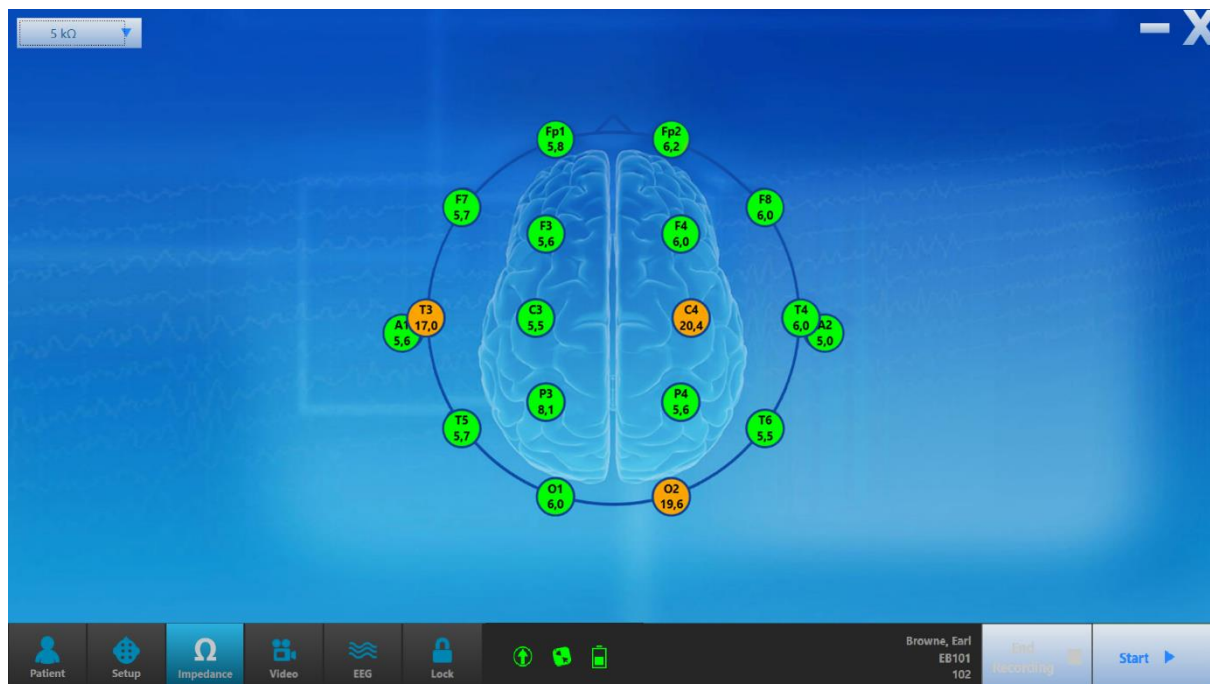 5 kΩ
Fp1
5,8
Fp2
6,2
F7
5,7
F8
6,0
F3
5,6
F4
6,0
A1
5,6
T3
17,0
C3
5,5
C4
20,4
T4
6,0
A2
5,0
P3
8,1
P4
5,6
T5
5,7
T6
5,5
O1
6,0
O2
19,6
Patient
Setup
Ω
Impedance
Video
EEG
Lock
Browne, Earl
EB101
102
End
Recording
Start